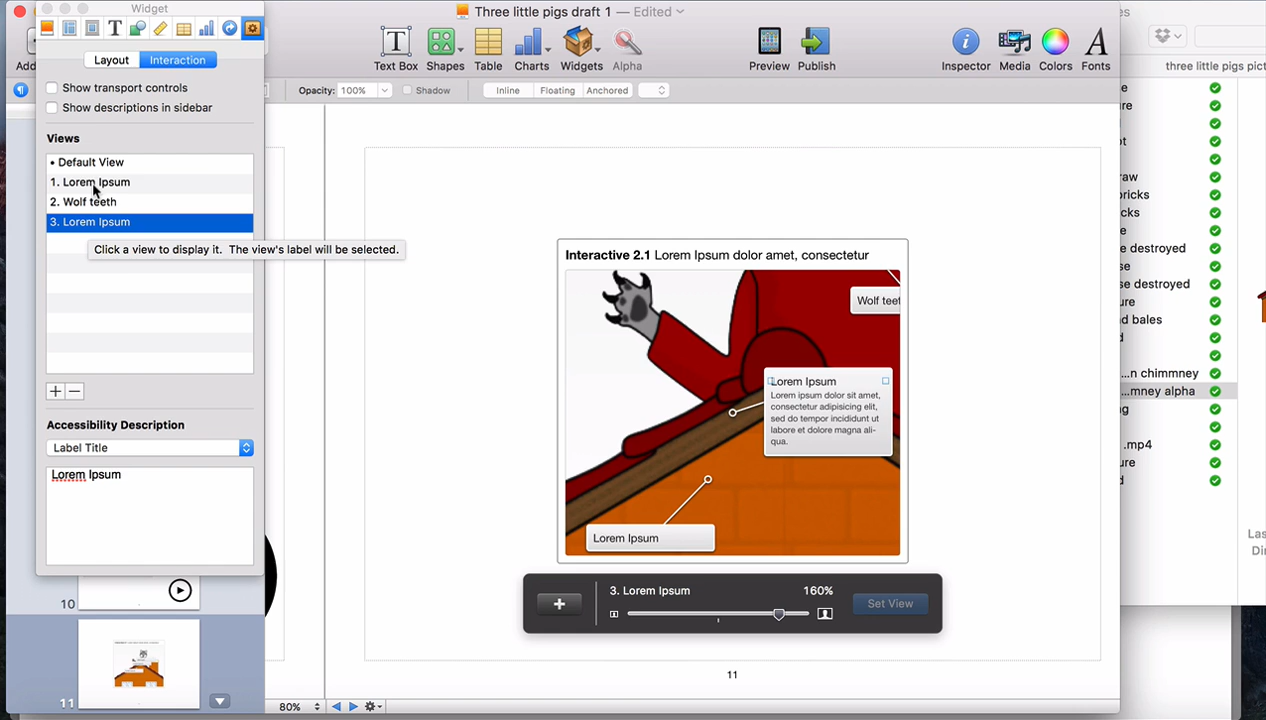 Widget
Three little pigs draft 1 — Edited
Add
Text Box
Shapes
Table
Charts
Widgets
Alpha
Preview
Publish
Inspector
Media
Colors
Fonts
Layout
Interaction
Opacity:
100%
Shadow
Inline
Floating
Anchored
Show transport controls
Show descriptions in sidebar
Views
• Default View
1. Lorem Ipsum
2. Wolf teeth
3. Lorem Ipsum
Click a view to display it. The view's label will be selected.
Accessibility Description
Label Title
Lorem Ipsum
10
11
80%
Interactive 2.1 Lorem Ipsum dolor amet, consectetur
Wolf teet
Lorem Ipsum
Lorem ipsum dolor sit amet,
consectetur adipisicing elit,
sed do tempor incididunt ut
labore et dolore magna ali-
qua.
Lorem Ipsum
3. Lorem Ipsum
160%
Set View
11
three little pigs pict
raw
bricks
cks
e destroyed
se
se destroyed
ure
nd bales
...n chimmney
...mney alpha
.mp4
ure
Las